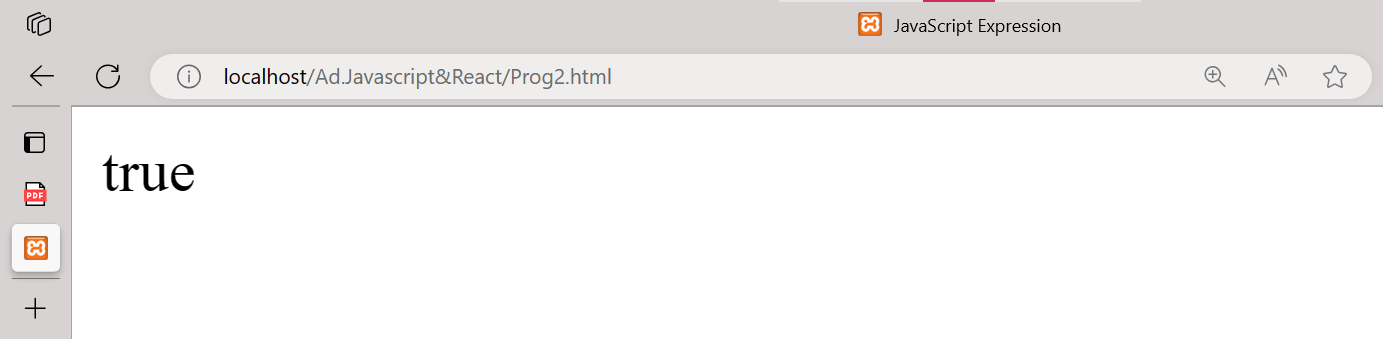 JavaScript Expression
localhost/Ad.Javascript&React/Prog2.html
PDF
true